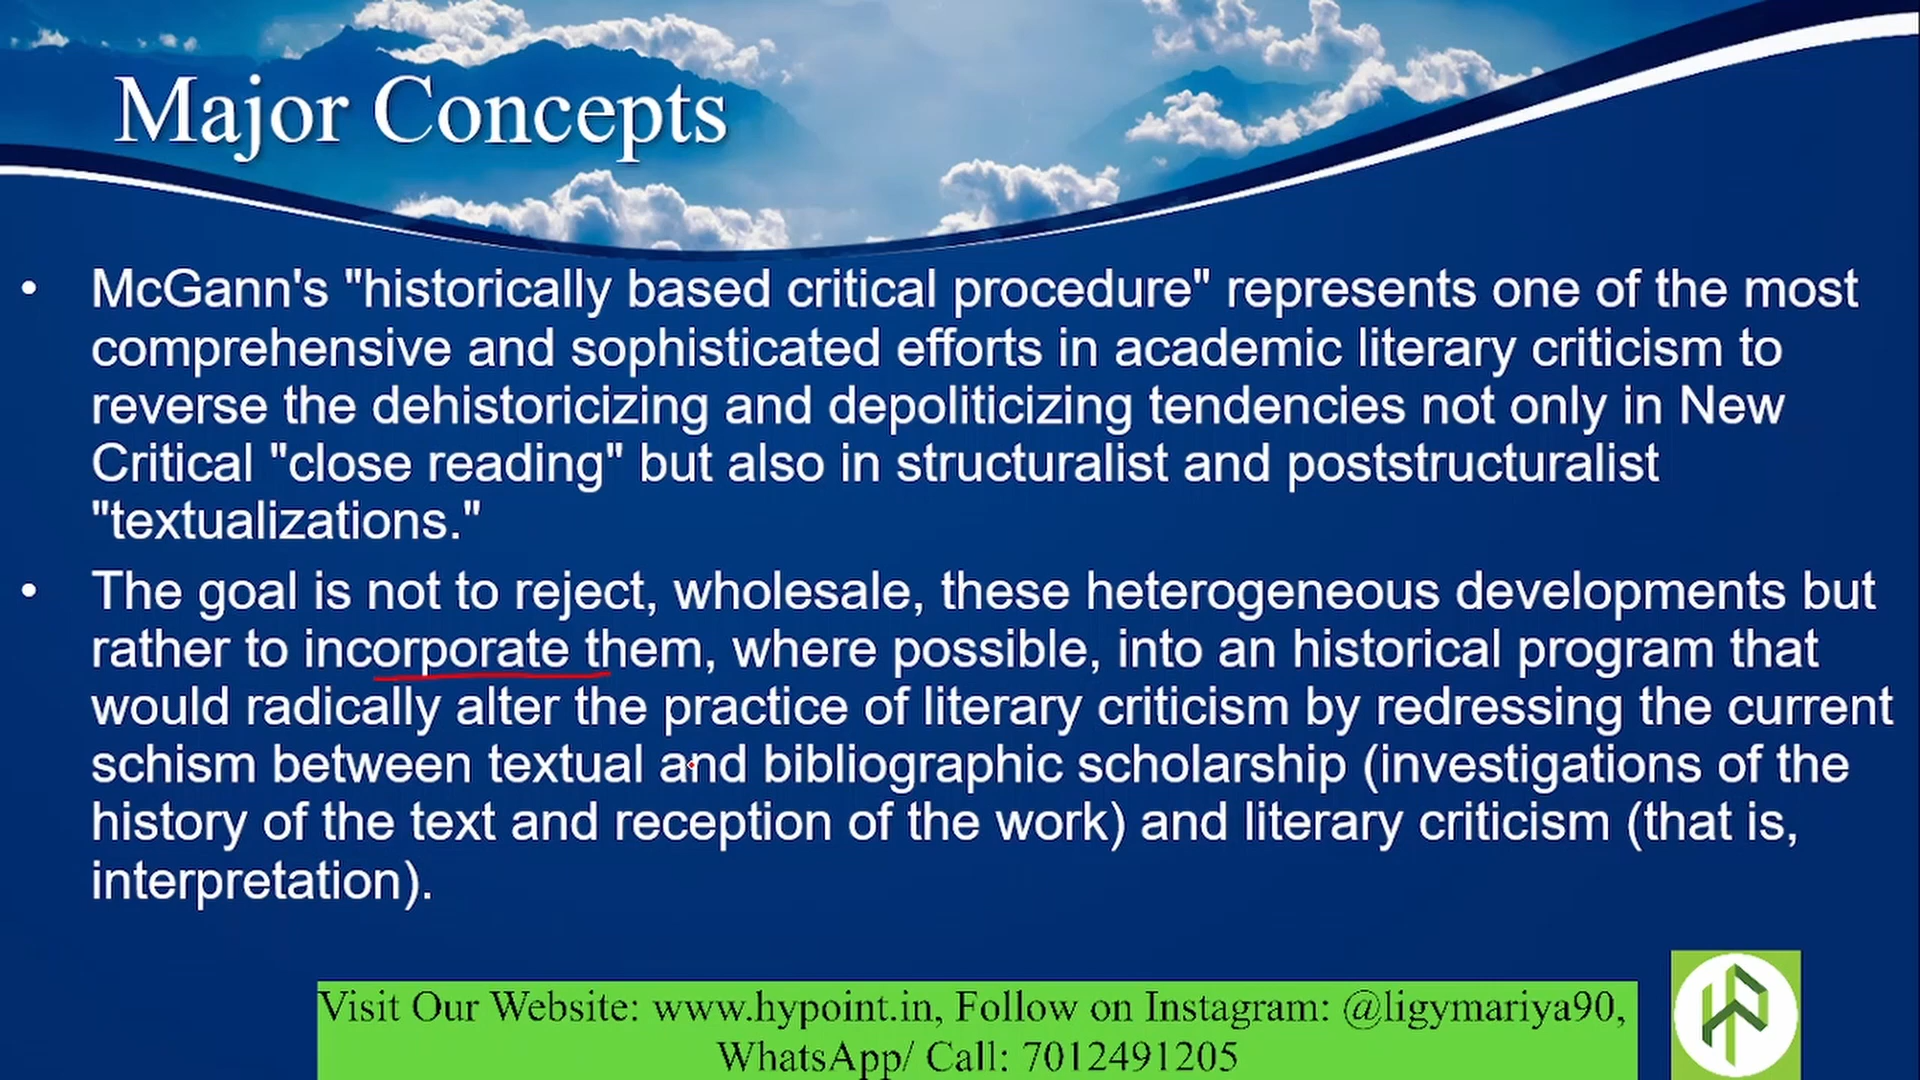 Major Concepts
• McGann's "historically based critical procedure" represents one of the most
comprehensive and sophisticated efforts in academic literary criticism to
reverse the dehistoricizing and depoliticizing tendencies not only in New
Critical "close reading" but also in structuralist and poststructuralist
"textualizations."
• The goal is not to reject, wholesale, these heterogeneous developments but
rather to incorporate them, where possible, into an historical program that
would radically alter the practice of literary criticism by redressing the current
schism between textual and bibliographic scholarship (investigations of the
history of the text and reception of the work) and literary criticism (that is,
interpretation).
Visit Our Website: www.hypoint.in, Follow on Instagram: @ligymariya90,
WhatsApp/ Call: 7012491205